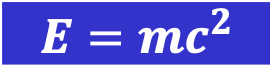 E = mc²